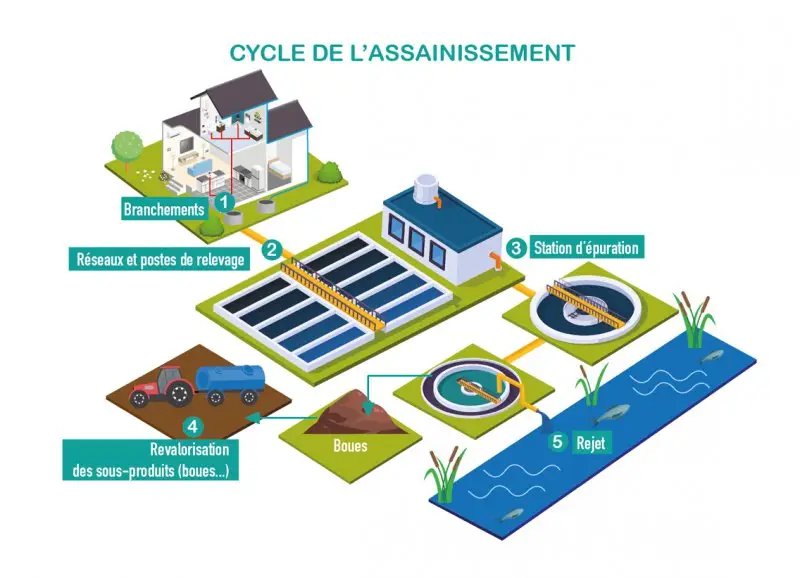 CYCLE DE L'ASSAINISSEMENT
1
Branchements
2
Réseaux et postes de relevage
3
Station d'épuration
4
Revalorisation
des sous-produits (boues...)
Boues
5
Rejet